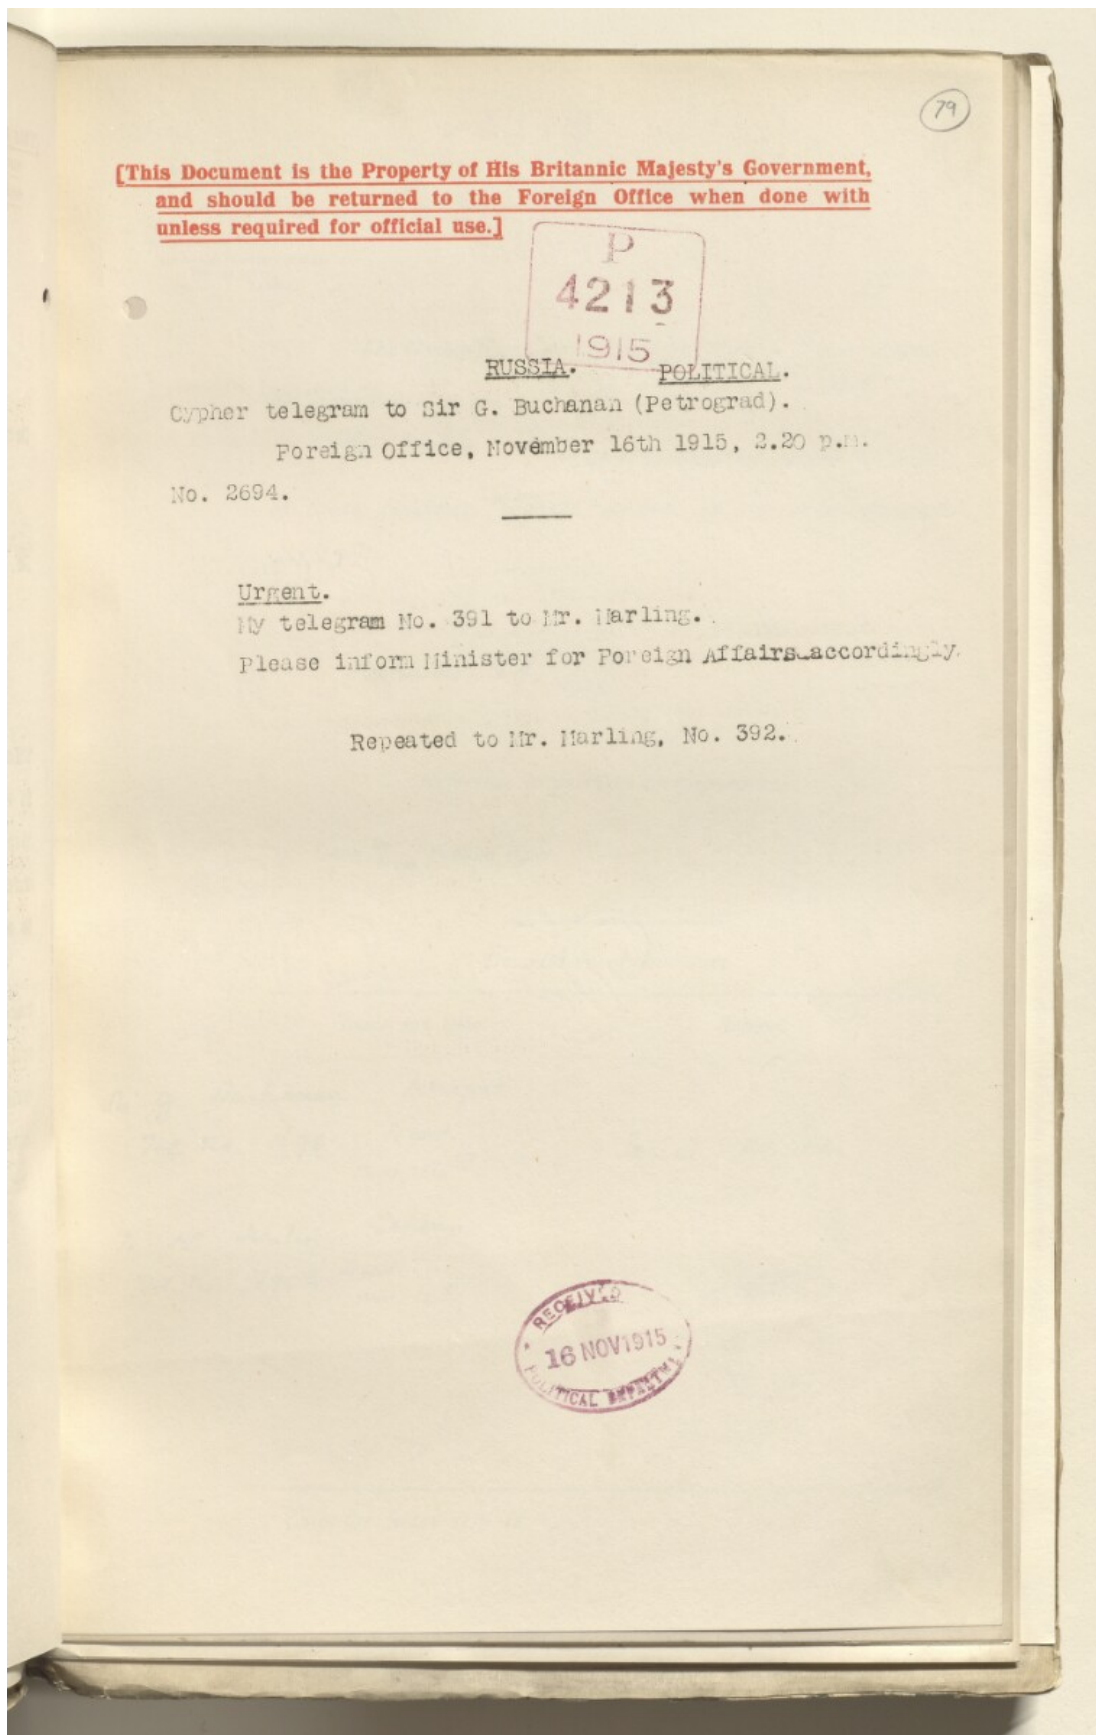 79
[This Document is the Property of His Britannic Majesty's Government,
and should be returned to the Foreign Office when done with
unless required for official use.]
P
4213
1915
RUSSIA. POLITICAL.
Cypher telegram to Sir G. Buchanan (Petrograd).
Foreign Office, November 16th 1915, 2.20 p.m.
No. 2694.
Urgent.
My telegram No. 391 to Mr. Marling.
Please inform Minister for Foreign Affairs accordingly.
Repeated to Mr. Marling, No. 392.
RECEIVED
16 NOV 1915
POLITICAL DEPARTMT